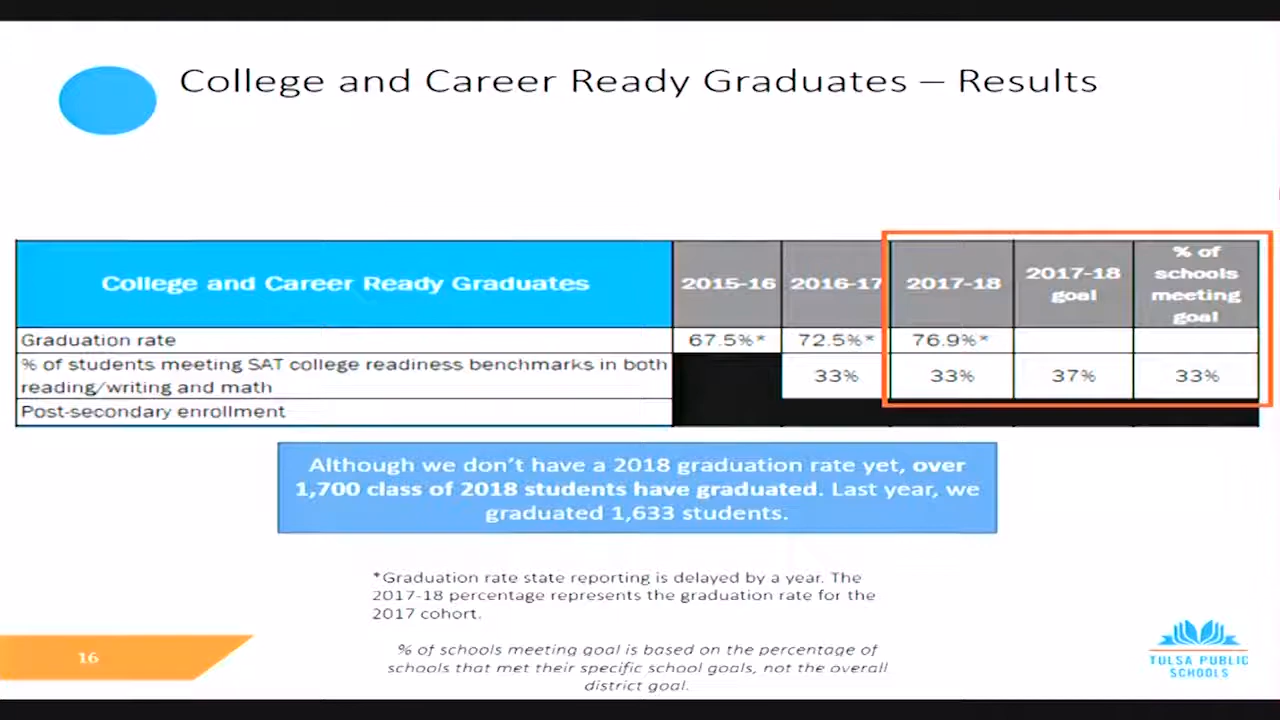 College and Career Ready Graduates – Results
College and Career Ready Graduates
2015-16
2016-17
2017-18
2017-18
goal
% of
schools
meeting
goal
Graduation rate
67.5%*
72.5%*
76.9%*
% of students meeting SAT college readiness benchmarks in both
reading/writing and math
33%
33%
37%
33%
Post-secondary enrollment
Although we don't have a 2018 graduation rate yet, over
1,700 class of 2018 students have graduated. Last year, we
graduated 1,633 students.
*Graduation rate state reporting is delayed by a year. The
2017-18 percentage represents the graduation rate for the
2017 cohort.
% of schools meeting goal is based on the percentage of
schools that met their specific school goals, not the overall
district goal.
16
TULSA PUBLIC
SCHOOLS